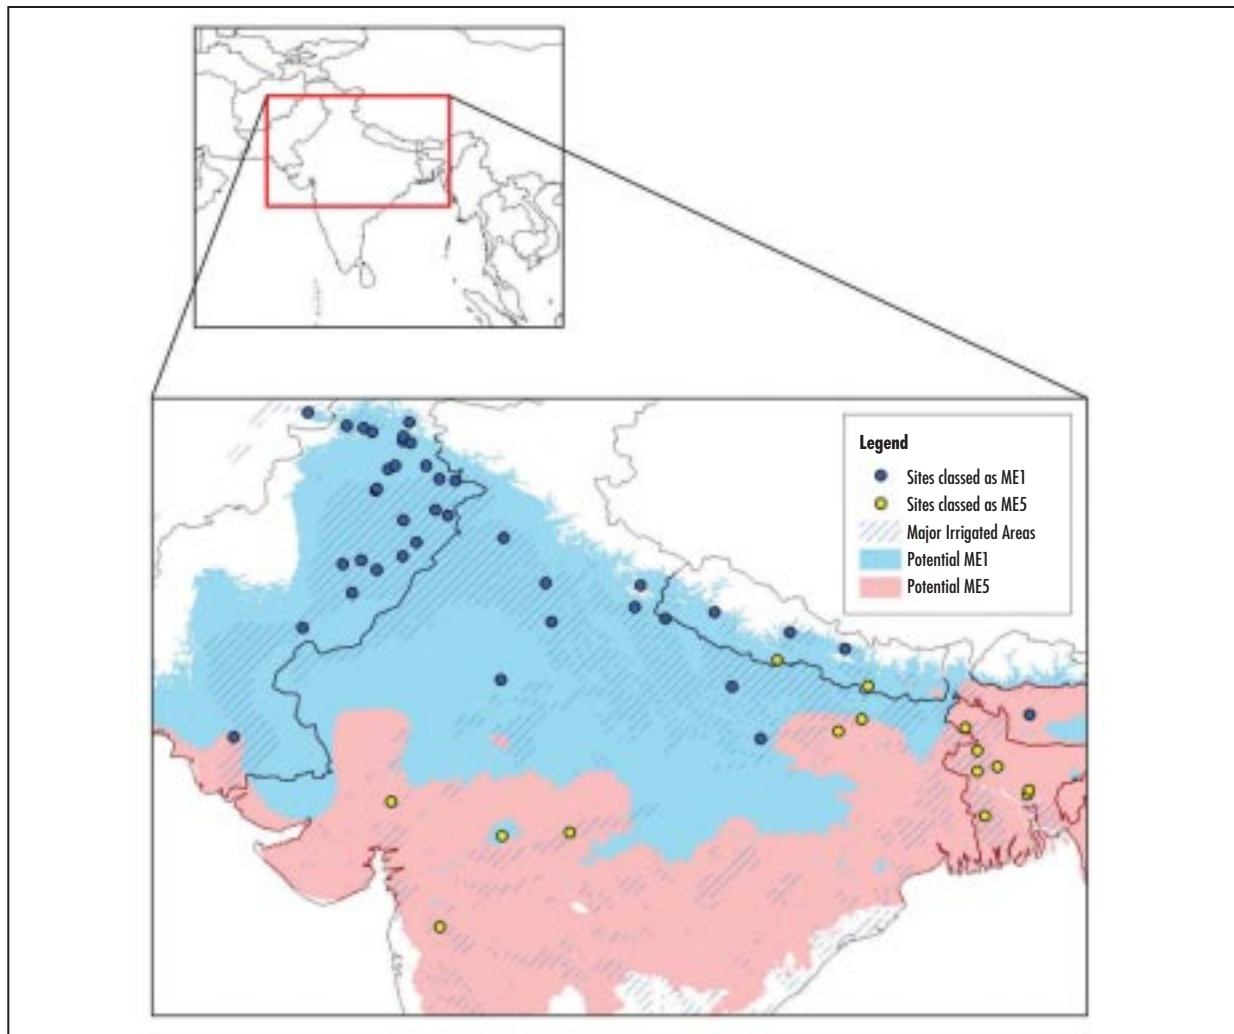 Legend
Sites classed as ME1
Sites classed as ME5
Major Irrigated Areas
Potential ME1
Potential ME5